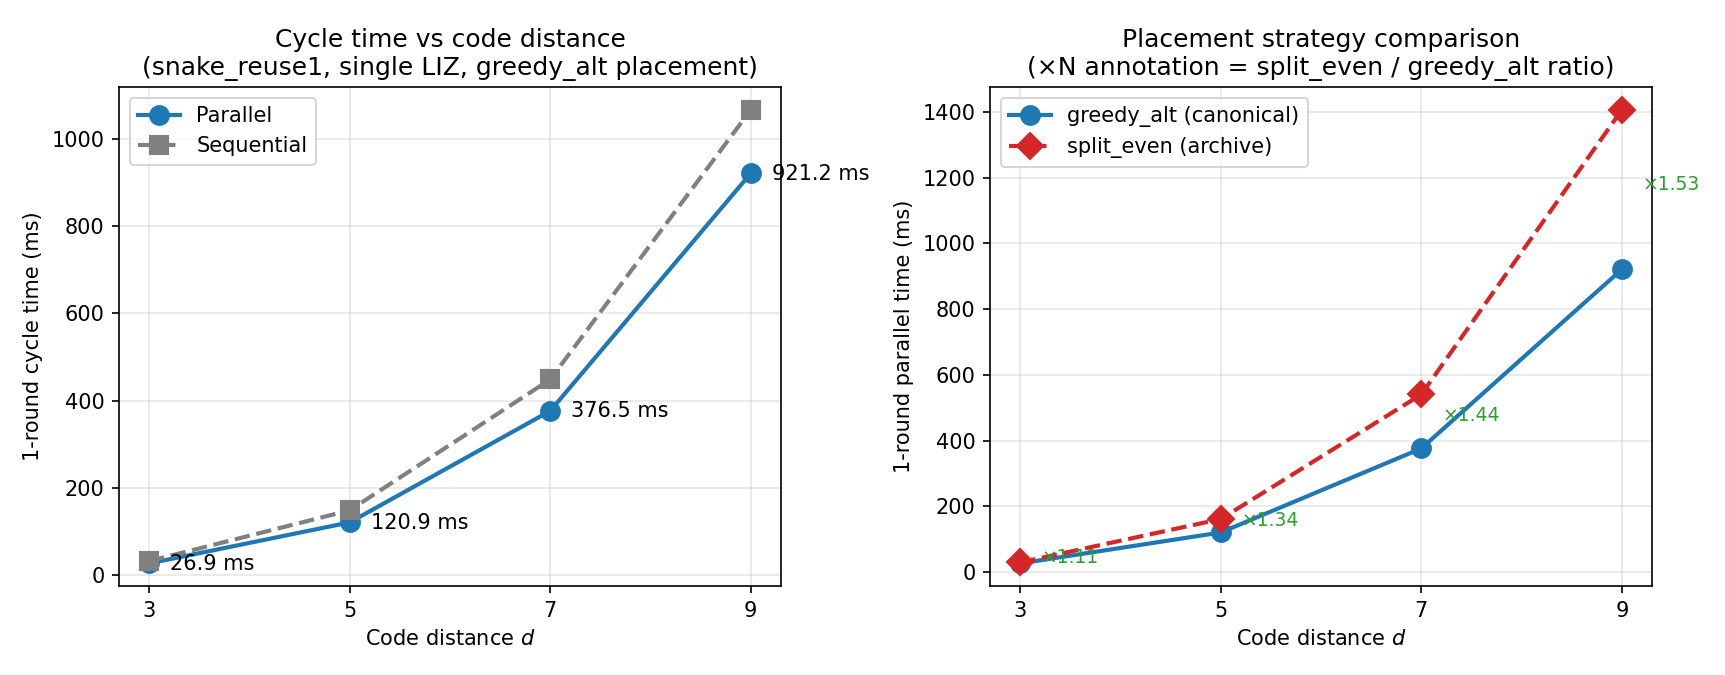 Cycle time vs code distance
(snake_reuse1, single LIZ, greedy_alt placement)
Parallel
Sequential
1-round cycle time (ms)
1000
800
600
400
200
0
921.2 ms
376.5 ms
120.9 ms
26.9 ms
3 5 7 9
Code distance d
Placement strategy comparison
(×N annotation = split_even / greedy_alt ratio)
greedy_alt (canonical)
split_even (archive)
1-round parallel time (ms)
1400
1200
1000
800
600
400
200
0
×1.53
×1.44
×1.34
×1.11
3 5 7 9
Code distance d